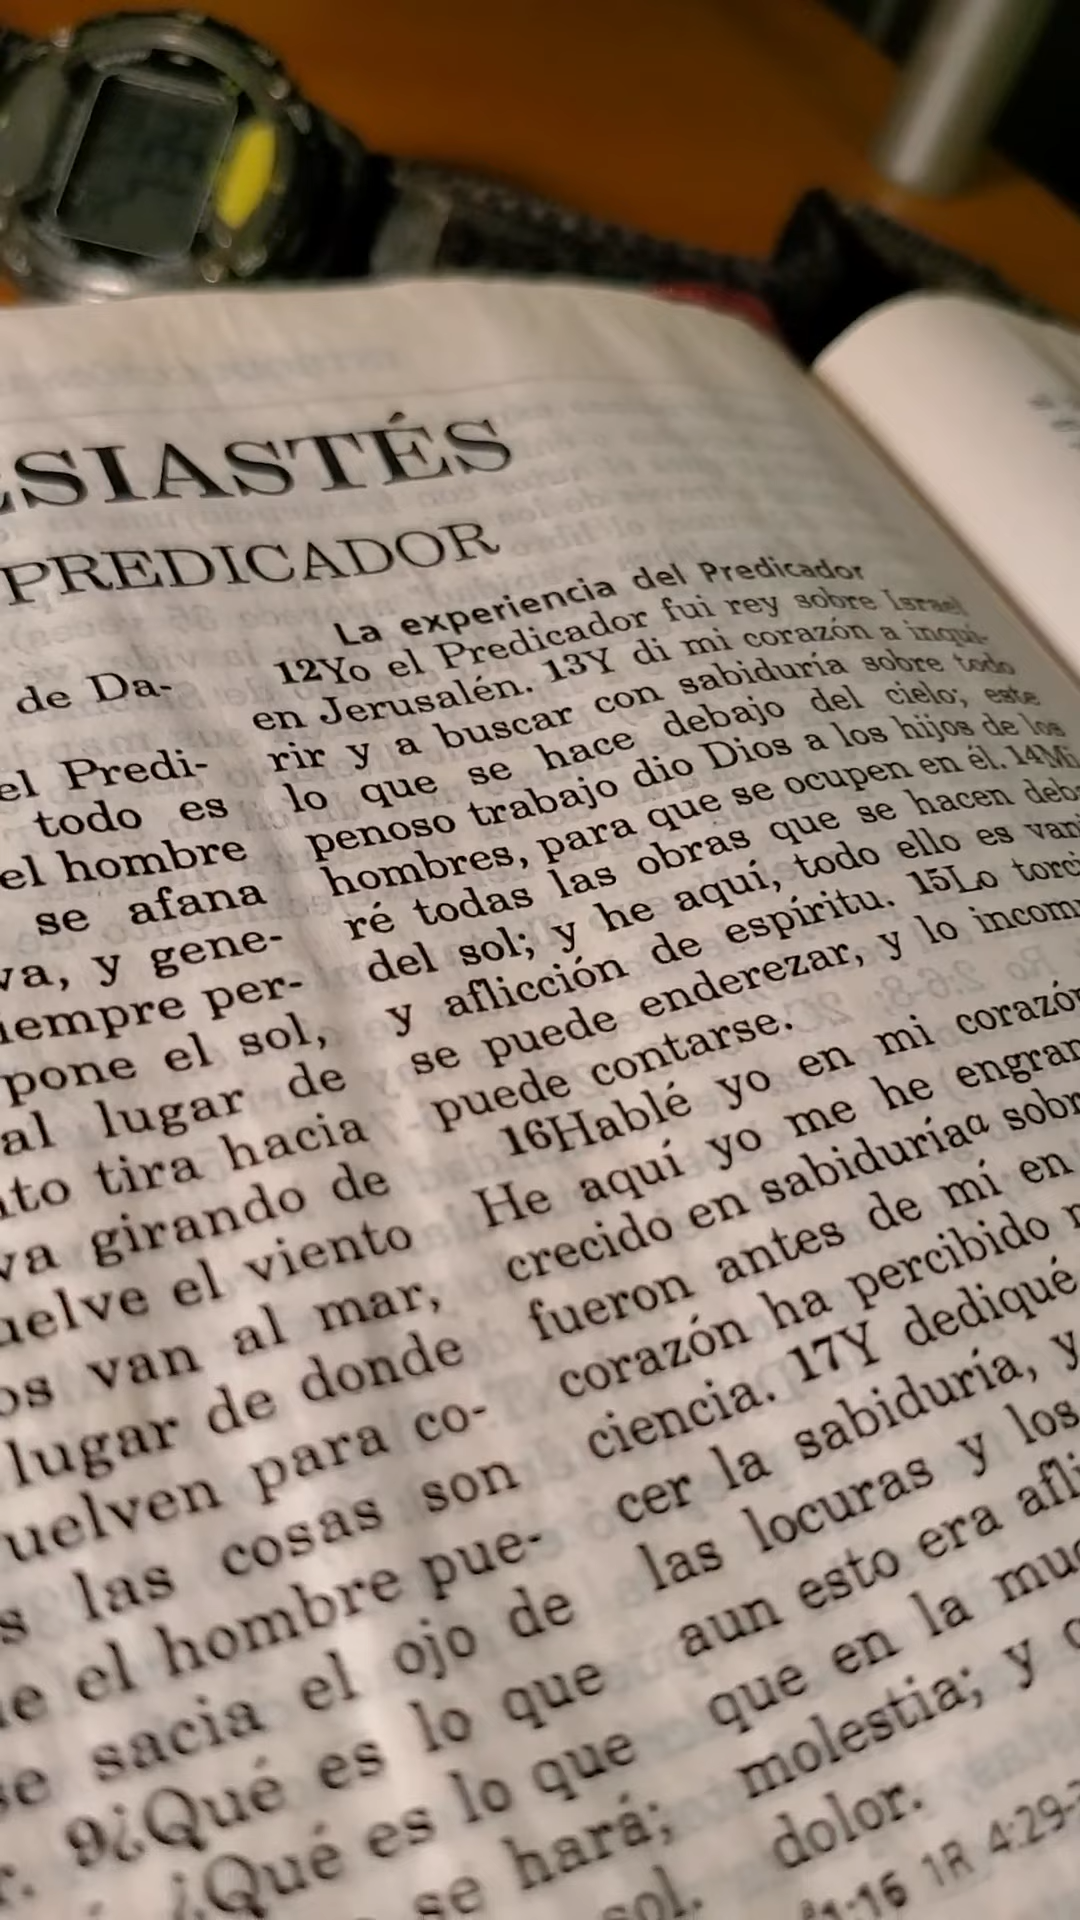 SIASTÉS
PREDICADOR
de Da-
el Predi-
todo es
el hombre
se afana
va, y gene-
iempre per-
pone el sol,
al lugar de
nto tira hacia
va girando de
uelve el viento
os van al mar,
lugar de donde
uelven para co-
s las cosas son
ue el hombre pue-
se sacia el ojo de
r. 9¿Qué es lo que
¿Qué es lo que
se hará;
sol.
La experiencia del Predicador
12Yo el Predicador fui rey sobre Israel
en Jerusalén. 13Y di mi corazón a inqui-
rir y a buscar con sabiduría sobre todo
lo que se hace debajo del cielo; este
penoso trabajo dio Dios a los hijos de los
hombres, para que se ocupen en él. 14Mi
ré todas las obras que se hacen deb
del sol; y he aquí, todo ello es van
y aflicción de espíritu. 15Lo torci
se puede enderezar, y lo incom
puede contarse.
16Hablé yo en mi corazón
He aquí yo me he engran
crecido en sabiduríaª sobr
fueron antes de mí en
corazón ha percibido
ciencia. 17Y dediqué
cer la sabiduría, y
las locuras y los
aun esto era afli
que en la muc
molestia; y
dolor.
ª1:16 1R 4:29-